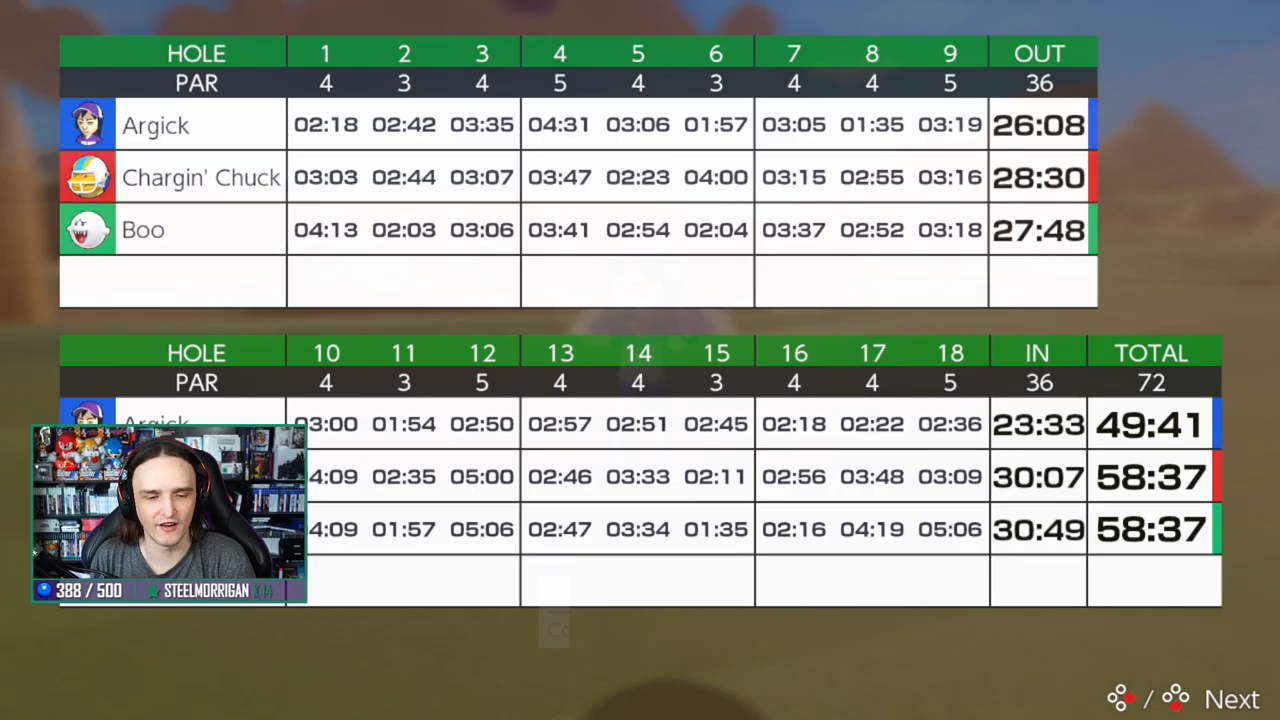 HOLE 1 2 3 4 5 6 7 8 9 OUT
PAR 4 3 4 5 4 3 4 4 5 36
Argick 02:18 02:42 03:35 04:31 03:06 01:57 03:05 01:35 03:19 26:08
Chargin' Chuck 03:03 02:44 03:07 03:47 02:23 04:00 03:15 02:55 03:16 28:30
Boo 04:13 02:03 03:06 03:41 02:54 02:04 03:37 02:52 03:18 27:48
HOLE 10 11 12 13 14 15 16 17 18 IN TOTAL
PAR 4 3 5 4 4 3 4 4 5 36 72
Argick 03:00 01:54 02:50 02:57 02:51 02:45 02:18 02:22 02:36 23:33 49:41
4:09 02:35 05:00 02:46 03:33 02:11 02:56 03:48 03:09 30:07 58:37
4:09 01:57 05:06 02:47 03:34 01:35 02:16 04:19 05:06 30:49 58:37
388 / 500 STEELMORRIGAN X14
Co
/ Next